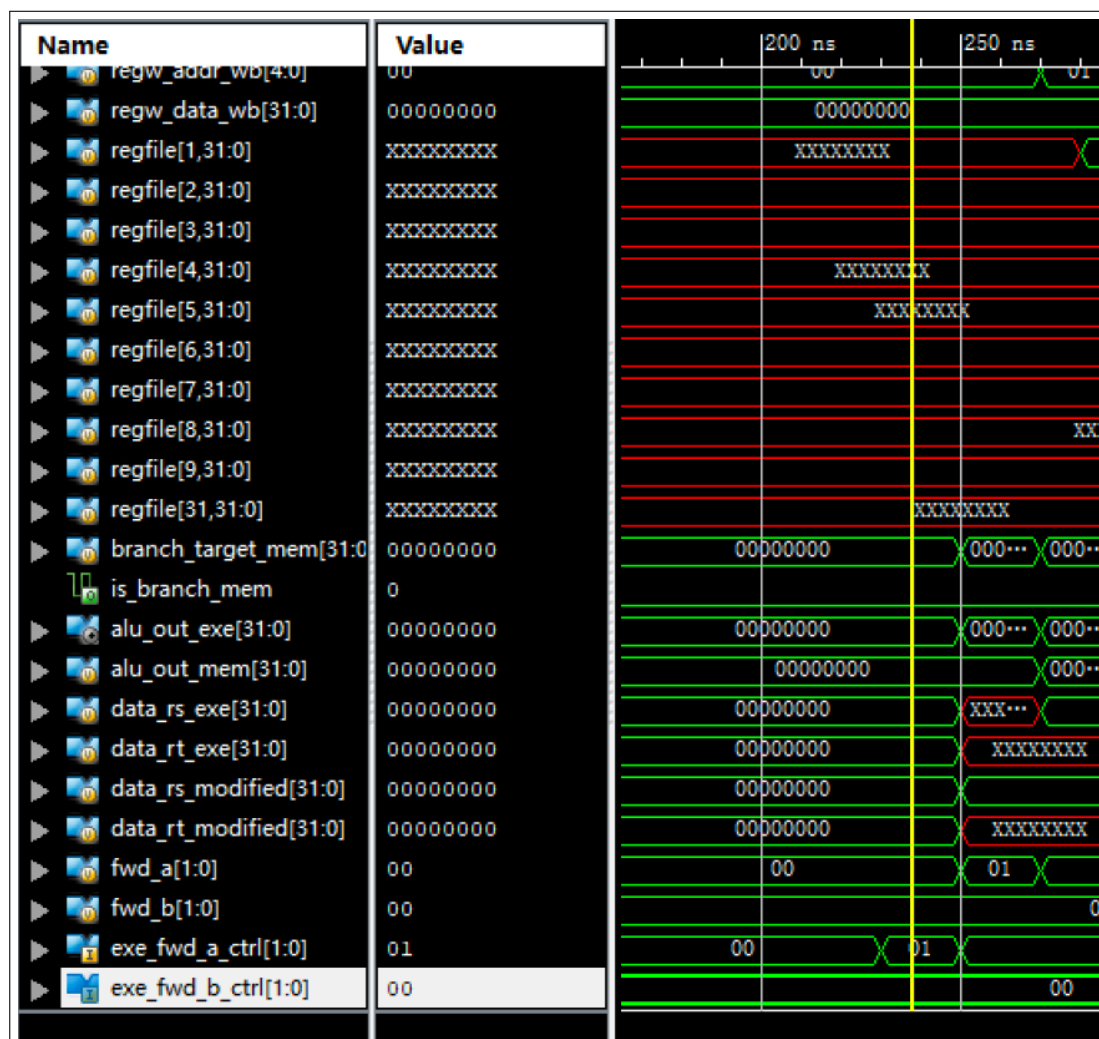 Name Value 200 ns 250 ns
regw_addr_wb[4:0] 00 00 01
regw_data_wb[31:0] 00000000 00000000
regfile[1,31:0] XXXXXXXX XXXXXXXX
regfile[2,31:0] XXXXXXXX
regfile[3,31:0] XXXXXXXX
regfile[4,31:0] XXXXXXXX XXXXXXXX
regfile[5,31:0] XXXXXXXX XXXXXXXX
regfile[6,31:0] XXXXXXXX
regfile[7,31:0] XXXXXXXX
regfile[8,31:0] XXXXXXXX XX
regfile[9,31:0] XXXXXXXX
regfile[31,31:0] XXXXXXXX XXXXXXXX
branch_target_mem[31:0 00000000 00000000 000··· 000··
is_branch_mem 0
alu_out_exe[31:0] 00000000 00000000 000··· 000··
alu_out_mem[31:0] 00000000 00000000 000··
data_rs_exe[31:0] 00000000 00000000 XXX···
data_rt_exe[31:0] 00000000 00000000 XXXXXXXX
data_rs_modified[31:0] 00000000 00000000
data_rt_modified[31:0] 00000000 00000000 XXXXXXXX
fwd_a[1:0] 00 00 01
fwd_b[1:0] 00 0
exe_fwd_a_ctrl[1:0] 01 00 01
exe_fwd_b_ctrl[1:0] 00 00